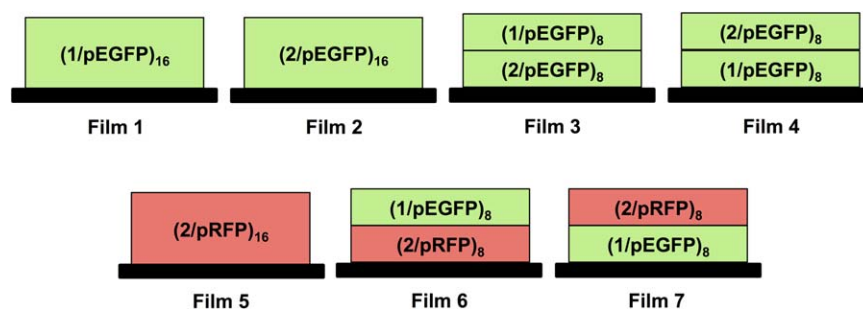 (1/pEGFP)₁₆
(2/pEGFP)₁₆
(1/pEGFP)₈
(2/pEGFP)₈
(2/pEGFP)₈
(1/pEGFP)₈
Film 1
Film 2
Film 3
Film 4
(2/pRFP)₁₆
(1/pEGFP)₈
(2/pRFP)₈
(2/pRFP)₈
(1/pEGFP)₈
Film 5
Film 6
Film 7